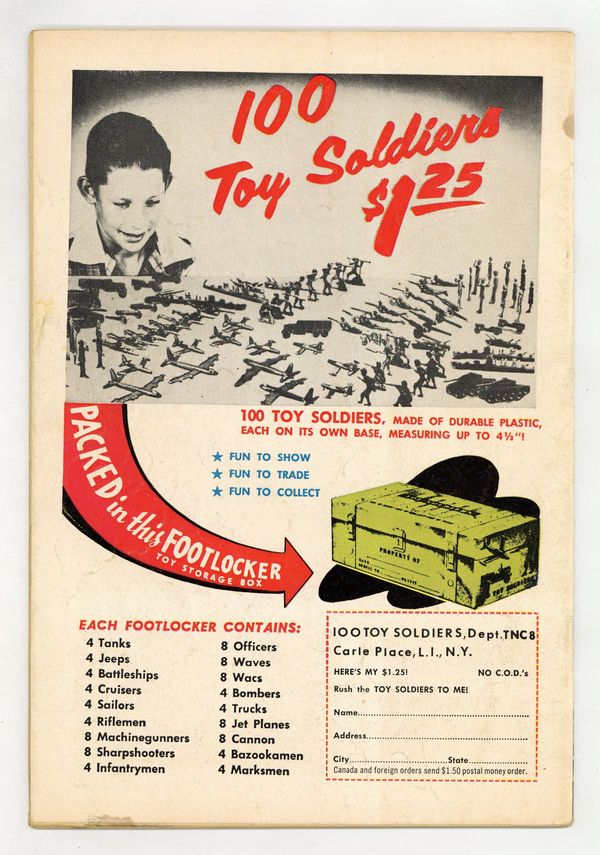 100
Toy Soldiers
$1.25
100 TOY SOLDIERS, MADE OF DURABLE PLASTIC,
EACH ON ITS OWN BASE, MEASURING UP TO 4½"!
PACKED in this FOOTLOCKER
TOY STORAGE BOX
★ FUN TO SHOW
★ FUN TO TRADE
★ FUN TO COLLECT
PROPERTY OF
TOY SOLDIERS
EACH FOOTLOCKER CONTAINS:
4 Tanks
4 Jeeps
4 Battleships
4 Cruisers
4 Sailors
4 Riflemen
8 Machinegunners
8 Sharpshooters
4 Infantrymen
8 Officers
8 Waves
8 Wacs
4 Bombers
4 Trucks
8 Jet Planes
8 Cannon
4 Bazookamen
4 Marksmen
100 TOY SOLDIERS, Dept. TNC8
Carle Place, L.I., N.Y.
HERE'S MY $1.25! NO C.O.D.'s
Rush the TOY SOLDIERS TO ME!
Name
Address
City State
Canada and foreign orders send $1.50 postal money order.